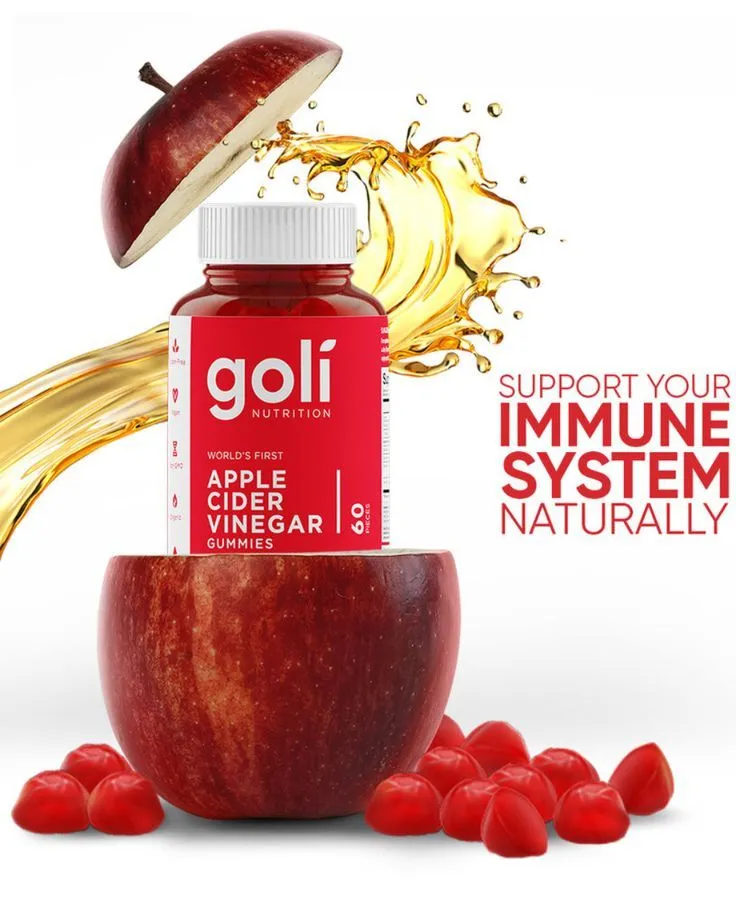 goli
NUTRITION
WORLD'S FIRST
APPLE
CIDER
VINEGAR
GUMMIES
60
PIECES
SUPPORT YOUR
IMMUNE
SYSTEM
NATURALLY